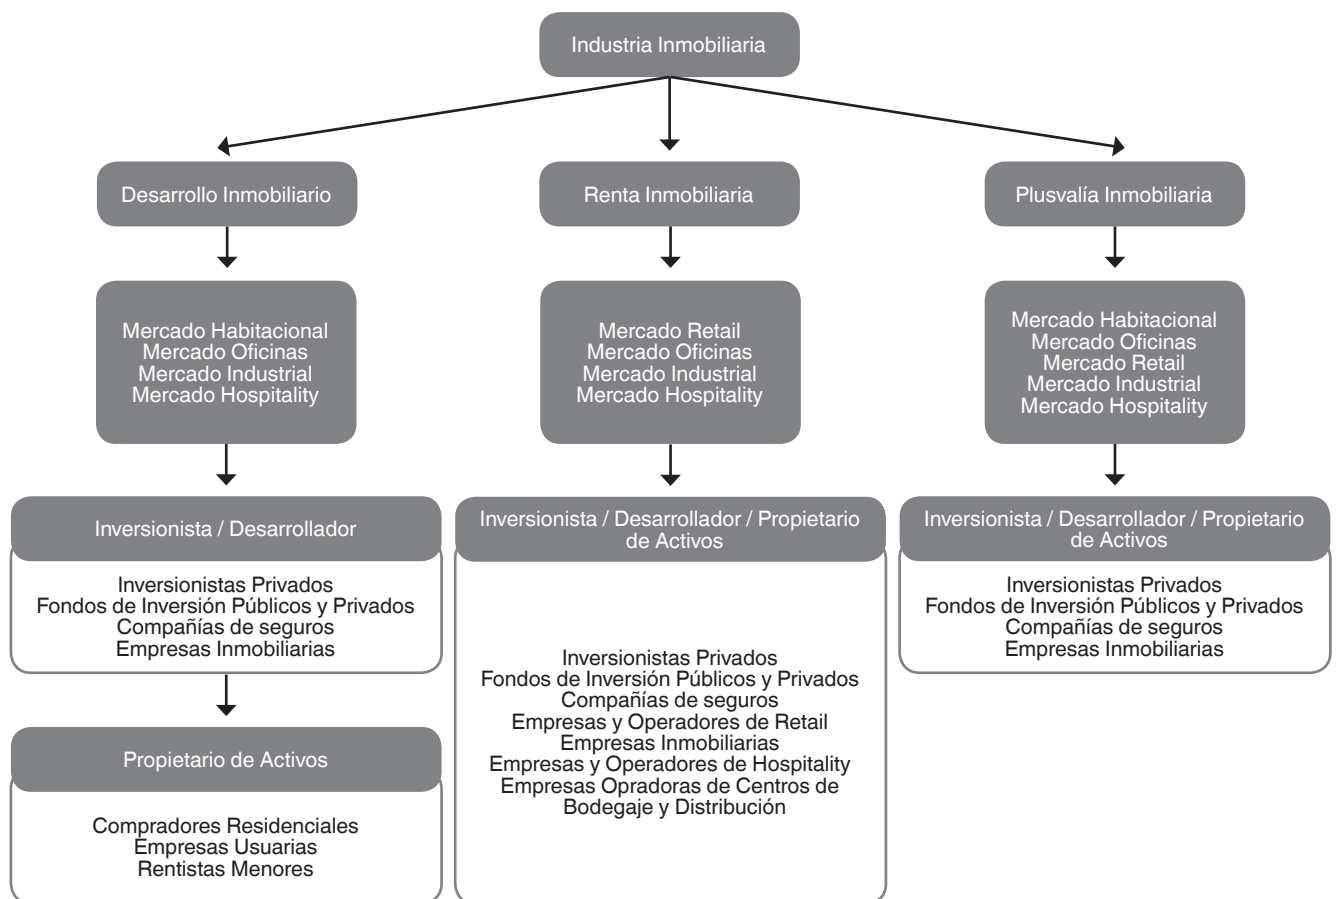 Industria Inmobiliaria
Desarrollo Inmobiliario
Renta Inmobiliaria
Plusvalía Inmobiliaria
Mercado Habitacional
Mercado Oficinas
Mercado Industrial
Mercado Hospitality
Mercado Retail
Mercado Oficinas
Mercado Industrial
Mercado Hospitality
Mercado Habitacional
Mercado Oficinas
Mercado Retail
Mercado Industrial
Mercado Hospitality
Inversionista / Desarrollador
Inversionistas Privados
Fondos de Inversión Públicos y Privados
Compañías de seguros
Empresas Inmobiliarias
Propietario de Activos
Compradores Residenciales
Empresas Usuarias
Rentistas Menores
Inversionista / Desarrollador / Propietario
de Activos
Inversionistas Privados
Fondos de Inversión Públicos y Privados
Compañías de seguros
Empresas y Operadores de Retail
Empresas Inmobiliarias
Empresas y Operadores de Hospitality
Empresas Opradoras de Centros de
Bodegaje y Distribución
Inversionista / Desarrollador / Propietario
de Activos
Inversionistas Privados
Fondos de Inversión Públicos y Privados
Compañías de seguros
Empresas Inmobiliarias